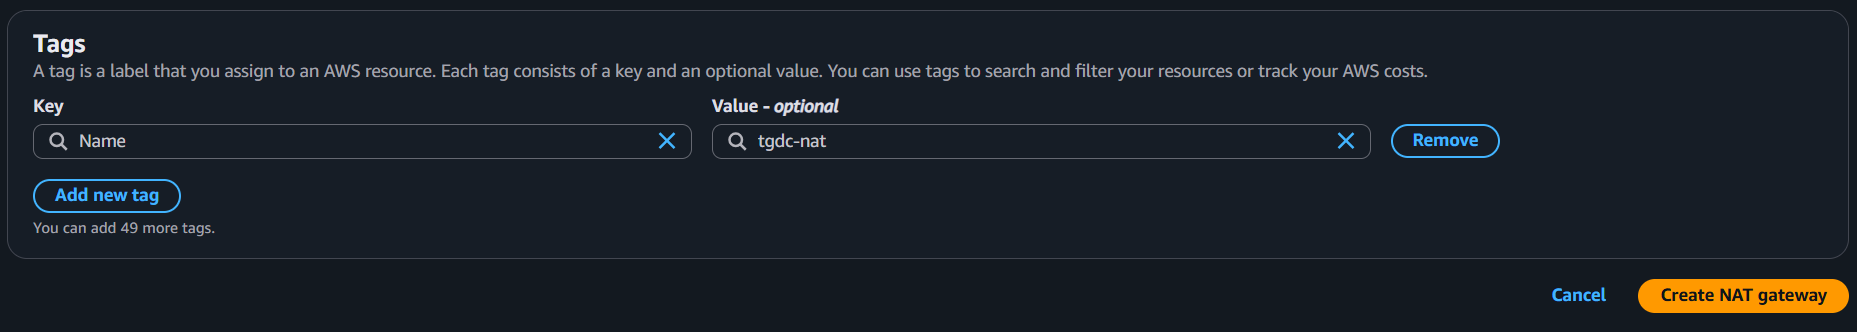 Tags
A tag is a label that you assign to an AWS resource. Each tag consists of a key and an optional value. You can use tags to search and filter your resources or track your AWS costs.
Key
Value - optional
Name
tgdc-nat
Remove
Add new tag
You can add 49 more tags.
Cancel
Create NAT gateway